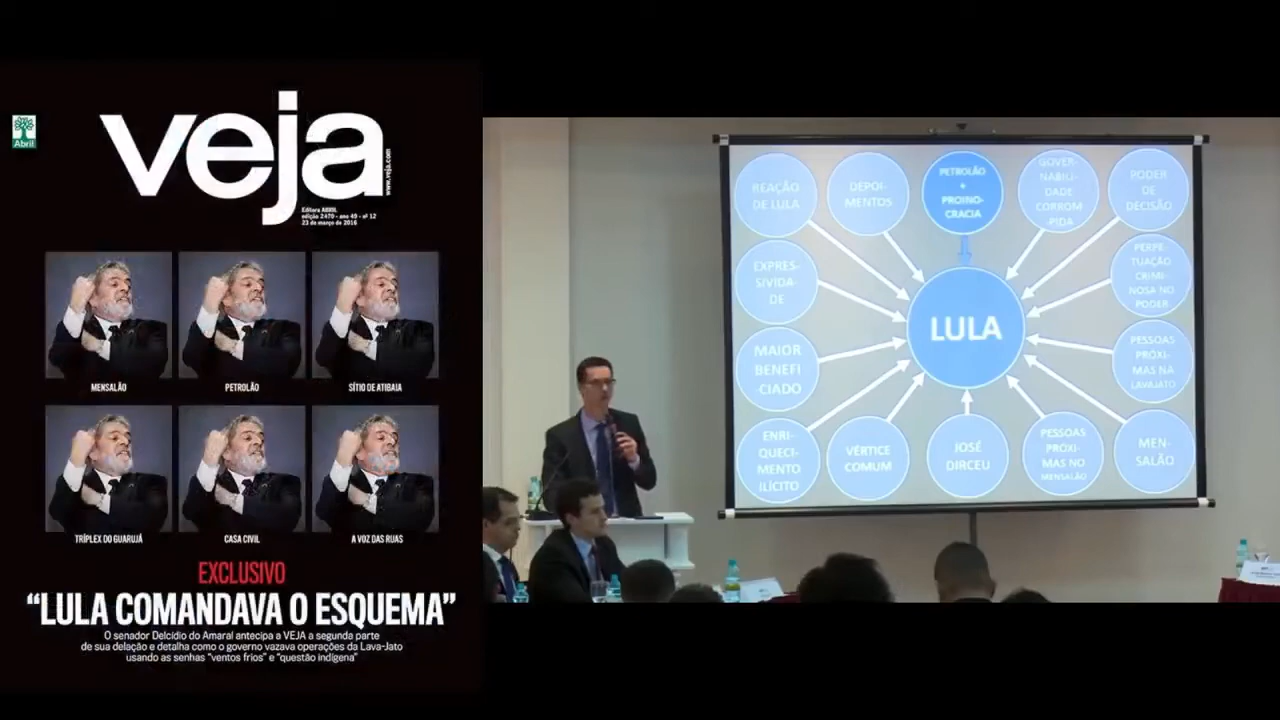 Abril
veja
www.veja.com
Editora ABRIL
edição 2470 - ano 49 - nº 12
23 de março de 2016
MENSALÃO
PETROLÃO
SÍTIO DE ATIBAIA
TRÍPLEX DO GUARUJÁ
CASA CIVIL
A VOZ DAS RUAS
EXCLUSIVO
“LULA COMANDAVA O ESQUEMA”
O senador Delcídio do Amaral antecipa a VEJA a segunda parte
de sua delação e detalha como o governo vazava operações da Lava-Jato
usando as senhas “ventos frios” e “questão indígena”
REAÇÃO
DE LULA
DEPOI-
MENTOS
PETROLÃO
+
PROPINO-
CRACIA
GOVER-
NABILI-
DADE
CORROM-
PIDA
PODER
DE
DECISÃO
EXPRES-
SIVIDA-
DE
LULA
PERPE-
TUAÇÃO
CRIMI-
NOSA NO
PODER
MAIOR
BENEFI-
CIADO
PESSOAS
PRÓXI-
MAS NA
LAVAJATO
ENRI-
QUECI-
MENTO
ILÍCITO
VÉRTICE
COMUM
JOSÉ
DIRCEU
PESSOAS
PRÓXI-
MAS NO
MENSALÃO
MEN-
SALÃO